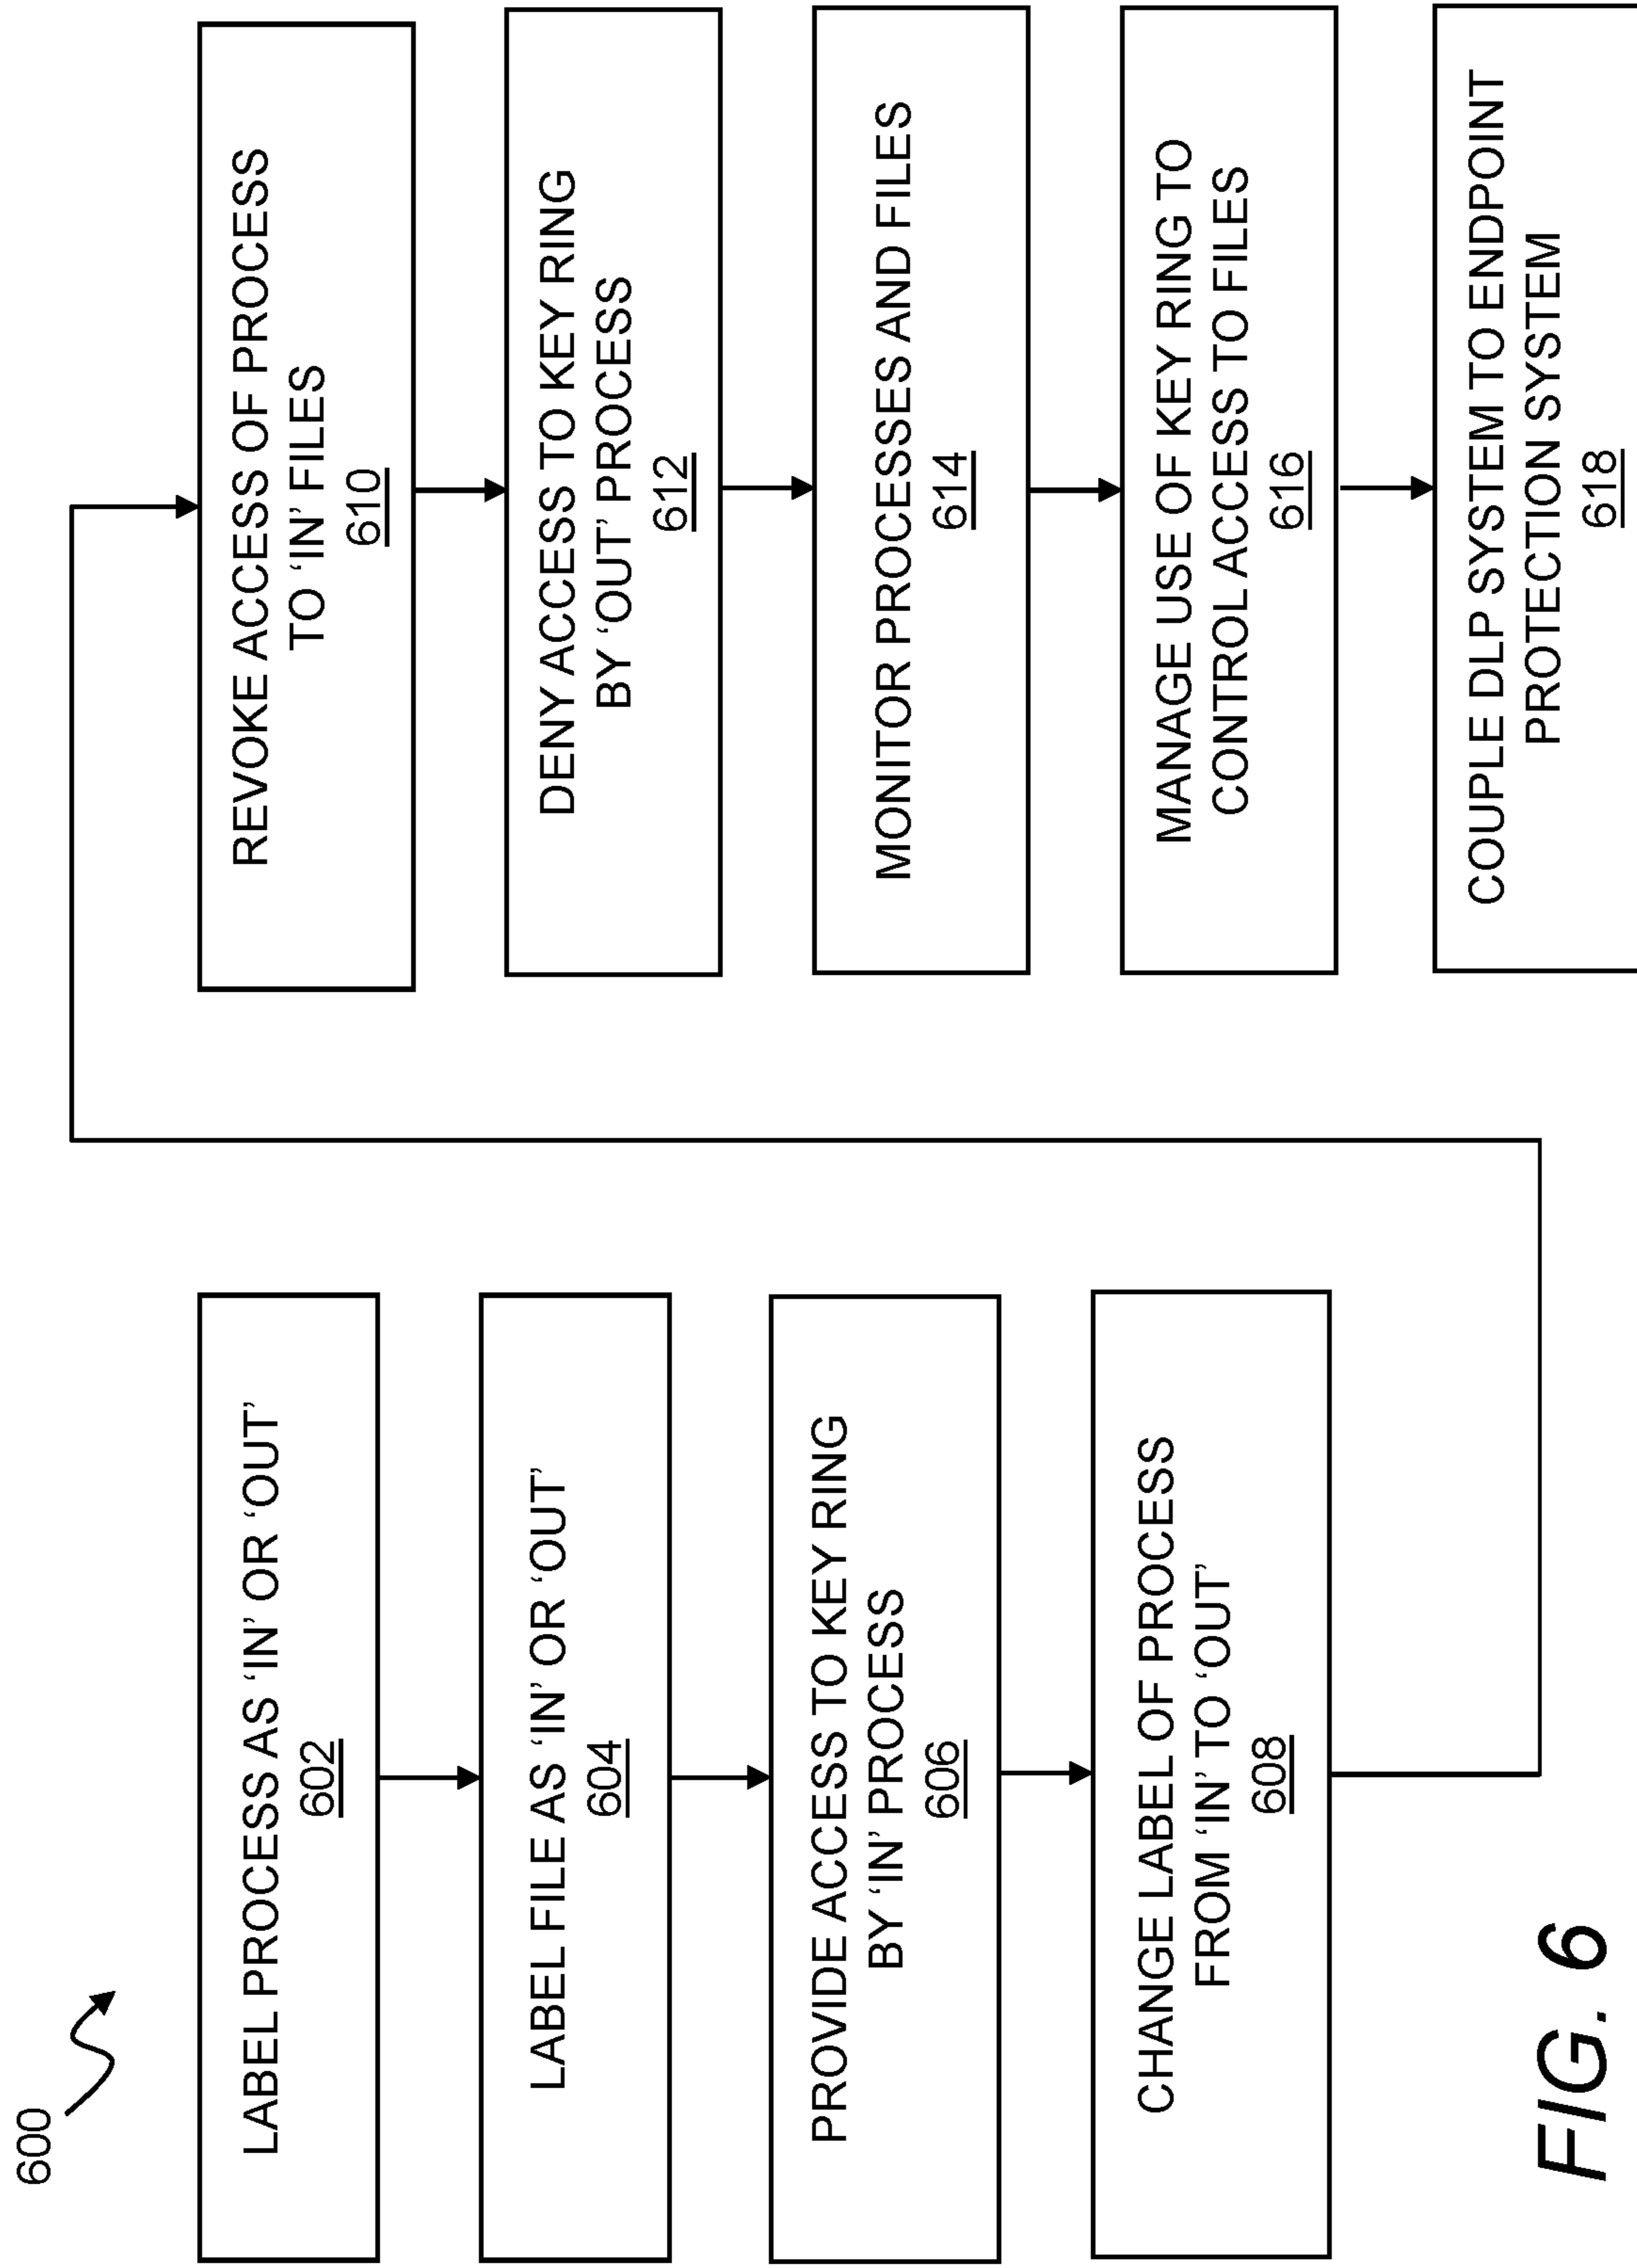 600
LABEL PROCESS AS ‘IN’ OR ‘OUT’
602
LABEL FILE AS ‘IN’ OR ‘OUT’
604
PROVIDE ACCESS TO KEY RING
BY ‘IN’ PROCESS
606
CHANGE LABEL OF PROCESS
FROM ‘IN’ TO ‘OUT’
608
REVOKE ACCESS OF PROCESS
TO ‘IN’ FILES
610
DENY ACCESS TO KEY RING
BY ‘OUT’ PROCESS
612
MONITOR PROCESSES AND FILES
614
MANAGE USE OF KEY RING TO
CONTROL ACCESS TO FILES
616
COUPLE DLP SYSTEM TO ENDPOINT
PROTECTION SYSTEM
618
FIG. 6